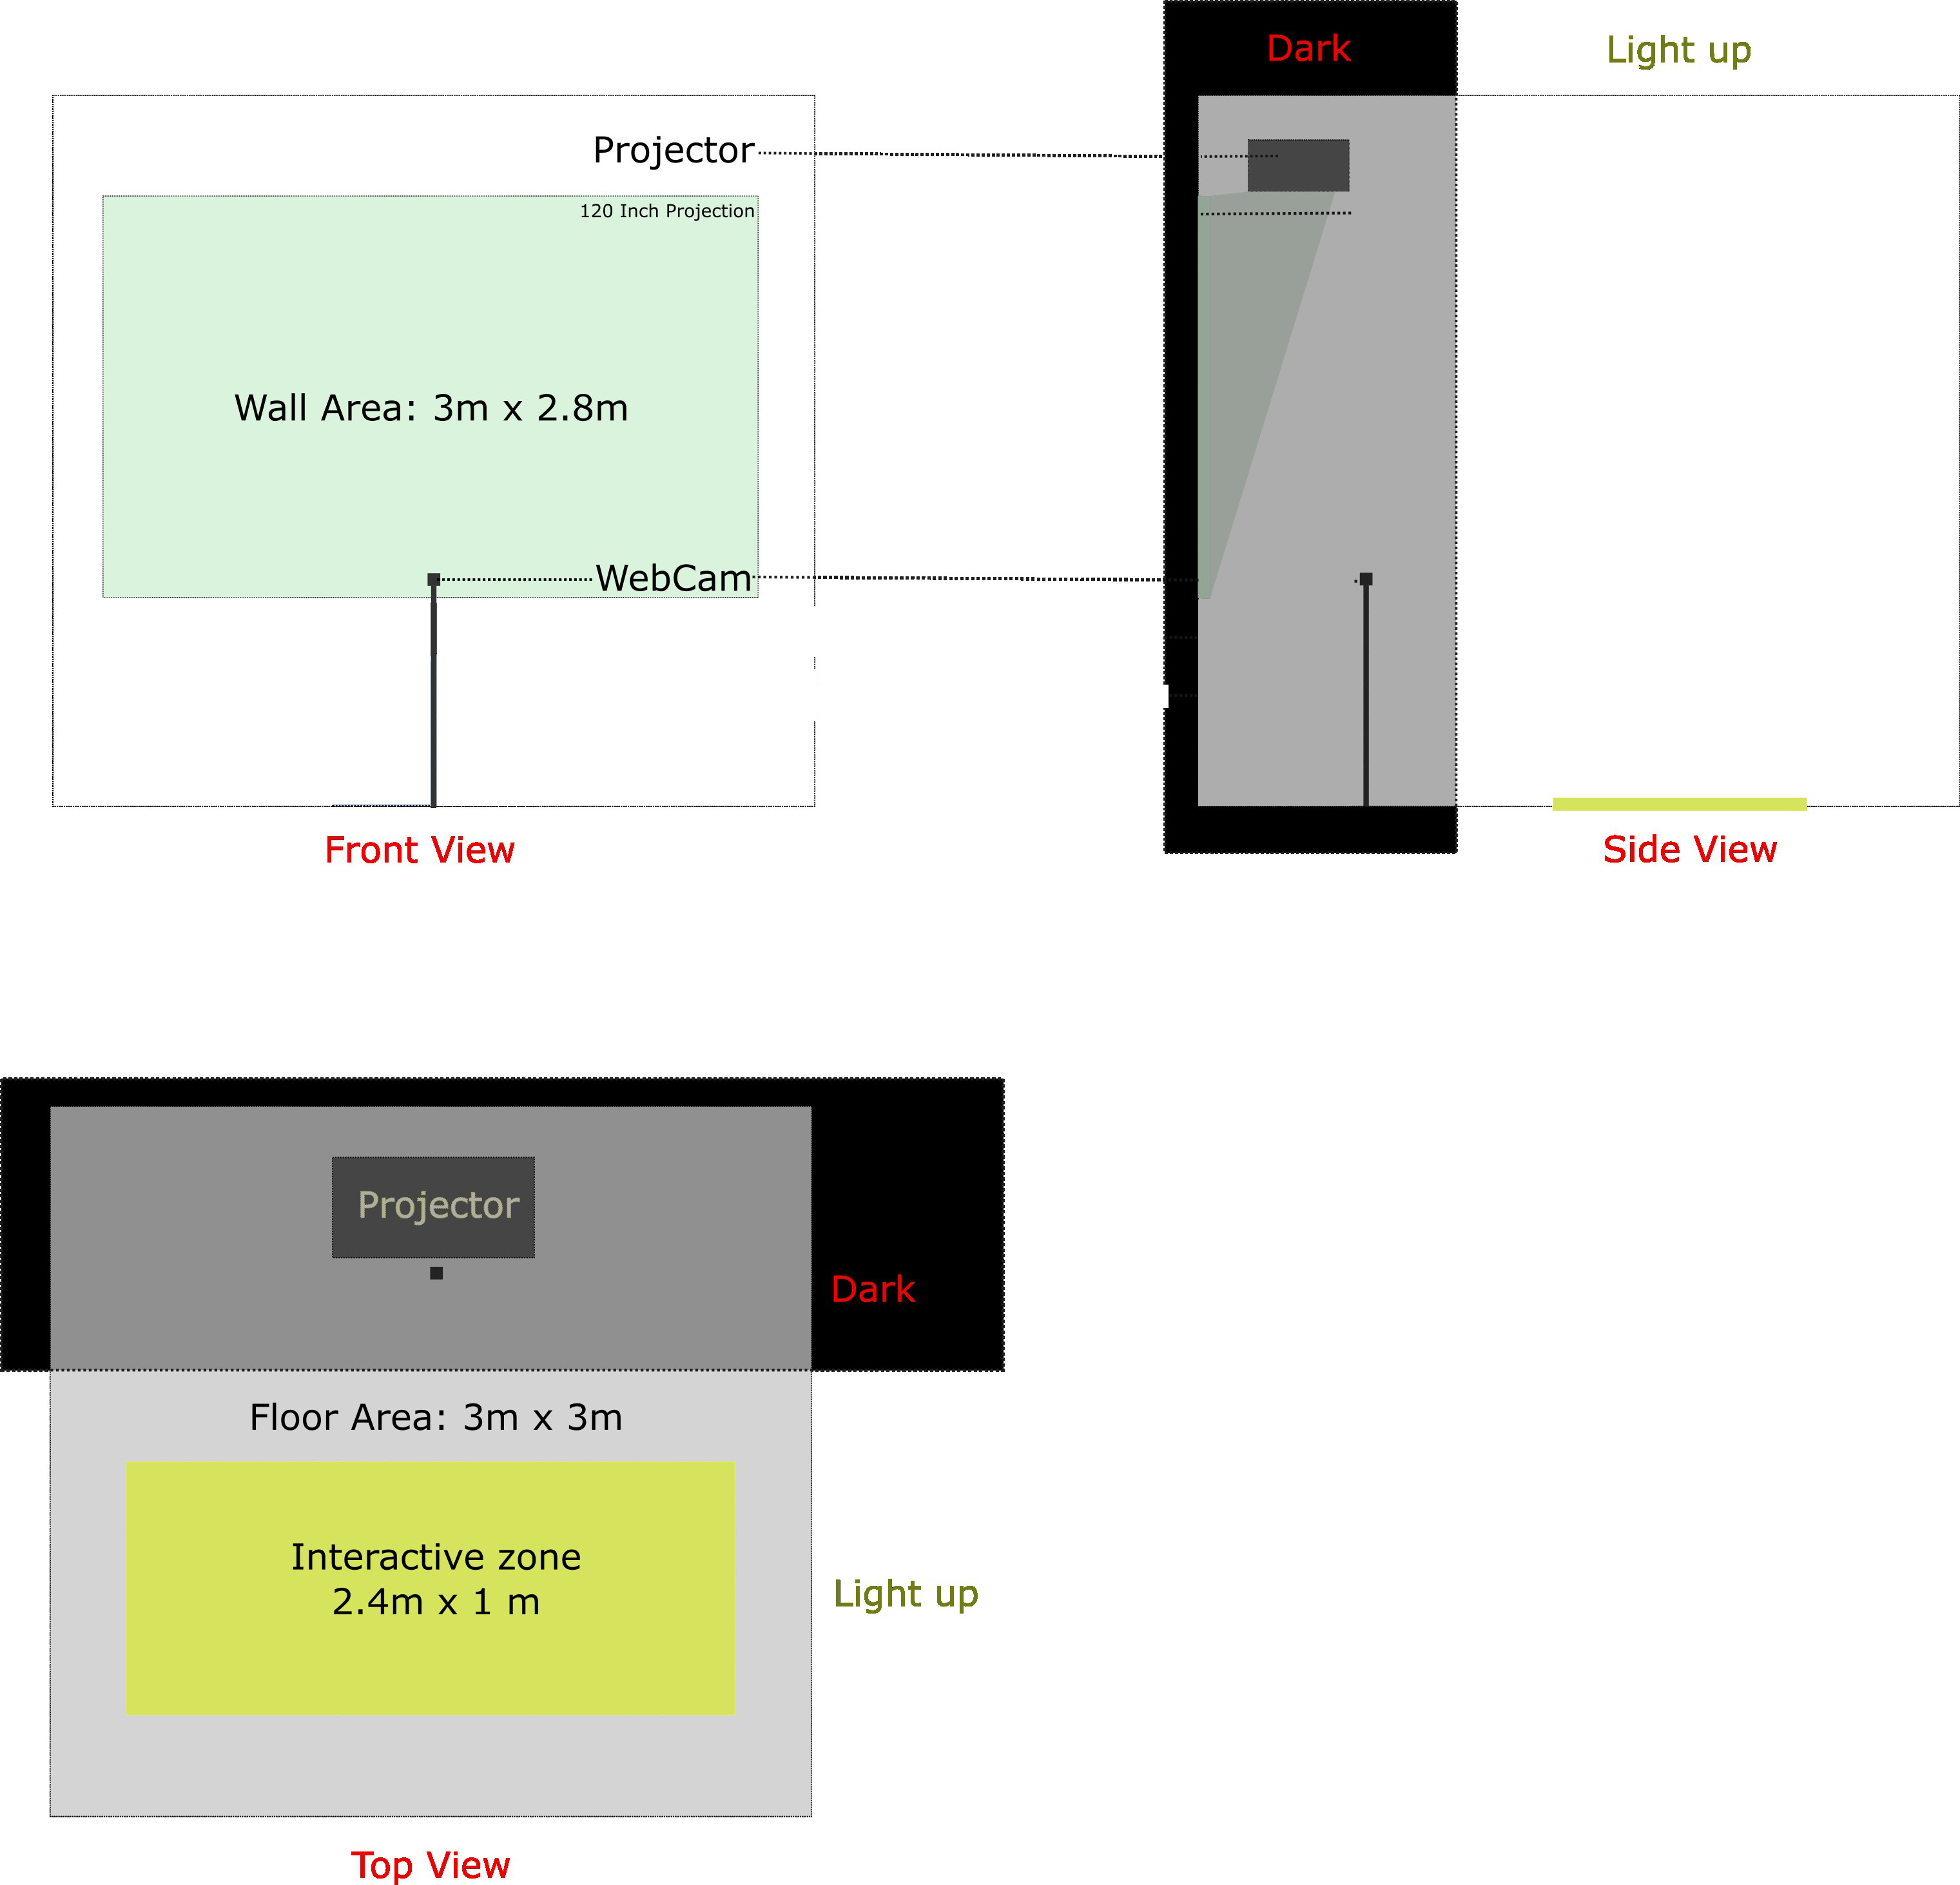 Dark
Light up
Projector
120 Inch Projection
Wall Area: 3m x 2.8m
WebCam
Front View
Side View
Projector
Dark
Floor Area: 3m x 3m
Interactive zone
2.4m x 1 m
Light up
Top View